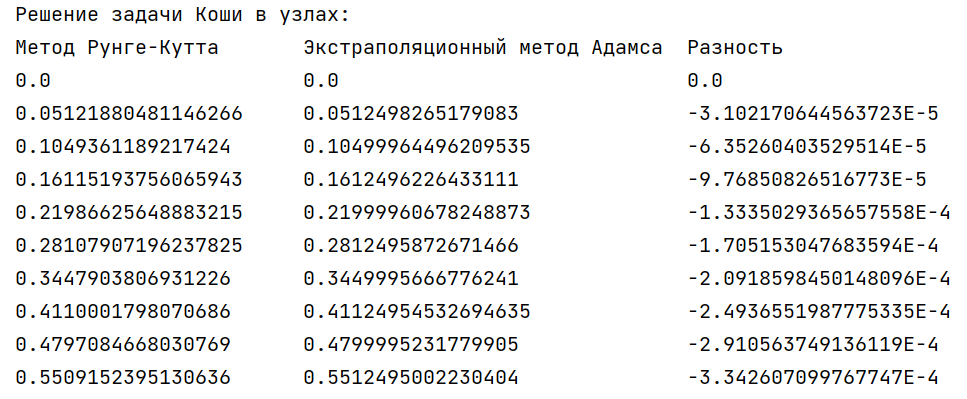 Решение задачи Коши в узлах:
Метод Рунге-Кутта Экстраполяционный метод Адамса Разность
0.0 0.0 0.0
0.05121880481146266 0.0512498265179083 -3.102170644563723E-5
0.1049361189217424 0.10499964496209535 -6.35260403529514E-5
0.16115193756065943 0.1612496226433111 -9.76850826516773E-5
0.21986625648883215 0.21999960678248873 -1.3335029365657558E-4
0.28107907196237825 0.2812495872671466 -1.705153047683594E-4
0.3447903806931226 0.3449995666776241 -2.0918598450148096E-4
0.4110001798070686 0.41124954532694635 -2.4936551987775335E-4
0.4797084668030769 0.4799995231779905 -2.910563749136119E-4
0.5509152395130636 0.5512495002230404 -3.342607099767747E-4